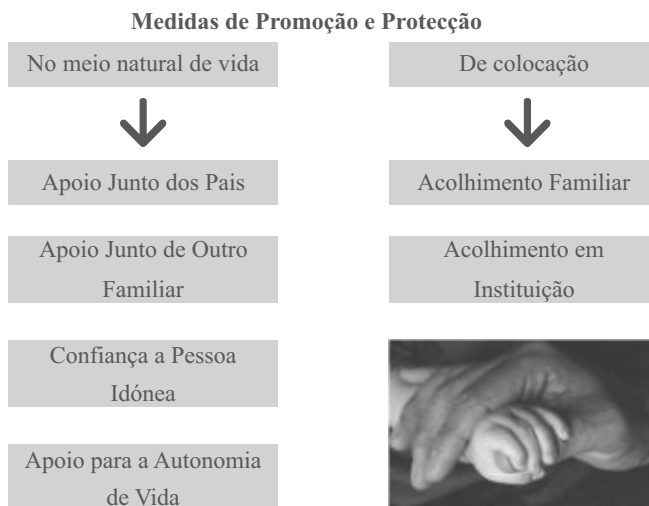 Medidas de Promoção e Protecção
No meio natural de vida
Apoio Junto dos Pais
Apoio Junto de Outro
Familiar
Confiança a Pessoa
Idónea
Apoio para a Autonomia
de Vida
De colocação
Acolhimento Familiar
Acolhimento em
Instituição